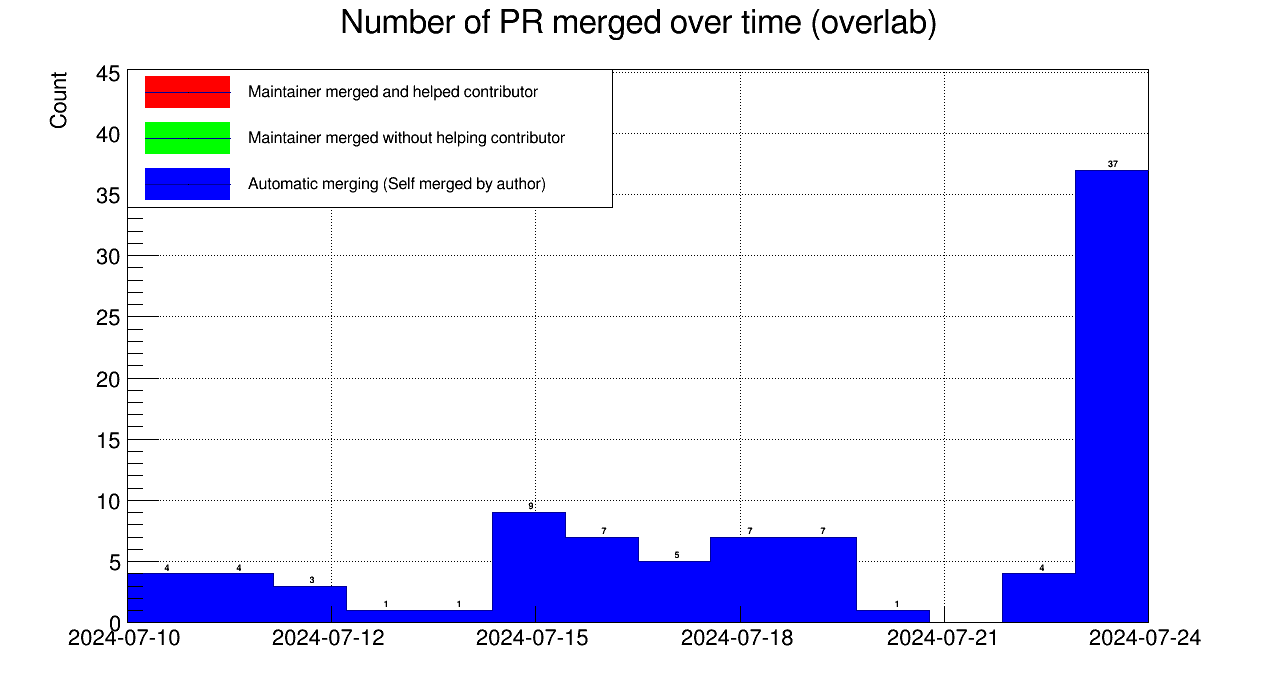 Number of PR merged over time (overlab)
Count
45
40
35
30
25
20
15
10
5
0
Maintainer merged and helped contributor
Maintainer merged without helping contributor
Automatic merging (Self merged by author)
4 4 3 1 1 9 7 5 7 7 1 4 37
2024-07-10 2024-07-12 2024-07-15 2024-07-18 2024-07-21 2024-07-24